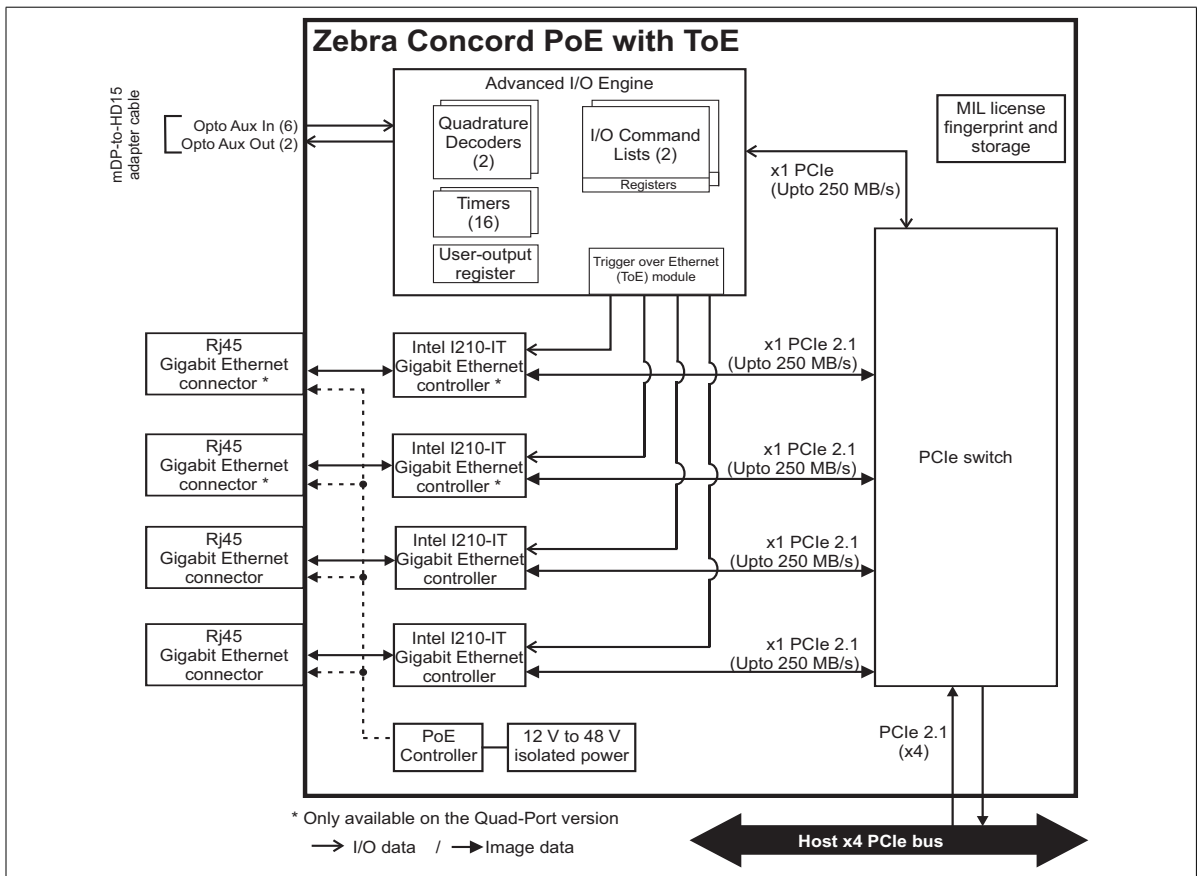 Zebra Concord PoE with ToE
Advanced I/O Engine
mDP-to-HD15
adapter cable
Opto Aux In (6)
Opto Aux Out (2)
Quadrature
Decoders
(2)
I/O Command
Lists (2)
Registers
Timers
(16)
User-output
register
Trigger over Ethernet
(ToE) module
MIL license
fingerprint and
storage
x1 PCIe
(Upto 250 MB/s)
Rj45
Gigabit Ethernet
connector *
Intel I210-IT
Gigabit Ethernet
controller *
x1 PCIe 2.1
(Upto 250 MB/s)
Rj45
Gigabit Ethernet
connector *
Intel I210-IT
Gigabit Ethernet
controller *
x1 PCIe 2.1
(Upto 250 MB/s)
PCIe switch
Rj45
Gigabit Ethernet
connector
Intel I210-IT
Gigabit Ethernet
controller
x1 PCIe 2.1
(Upto 250 MB/s)
Rj45
Gigabit Ethernet
connector
Intel I210-IT
Gigabit Ethernet
controller
x1 PCIe 2.1
(Upto 250 MB/s)
PoE
Controller
12 V to 48 V
isolated power
PCIe 2.1
(x4)
* Only available on the Quad-Port version
I/O data / Image data
Host x4 PCIe bus